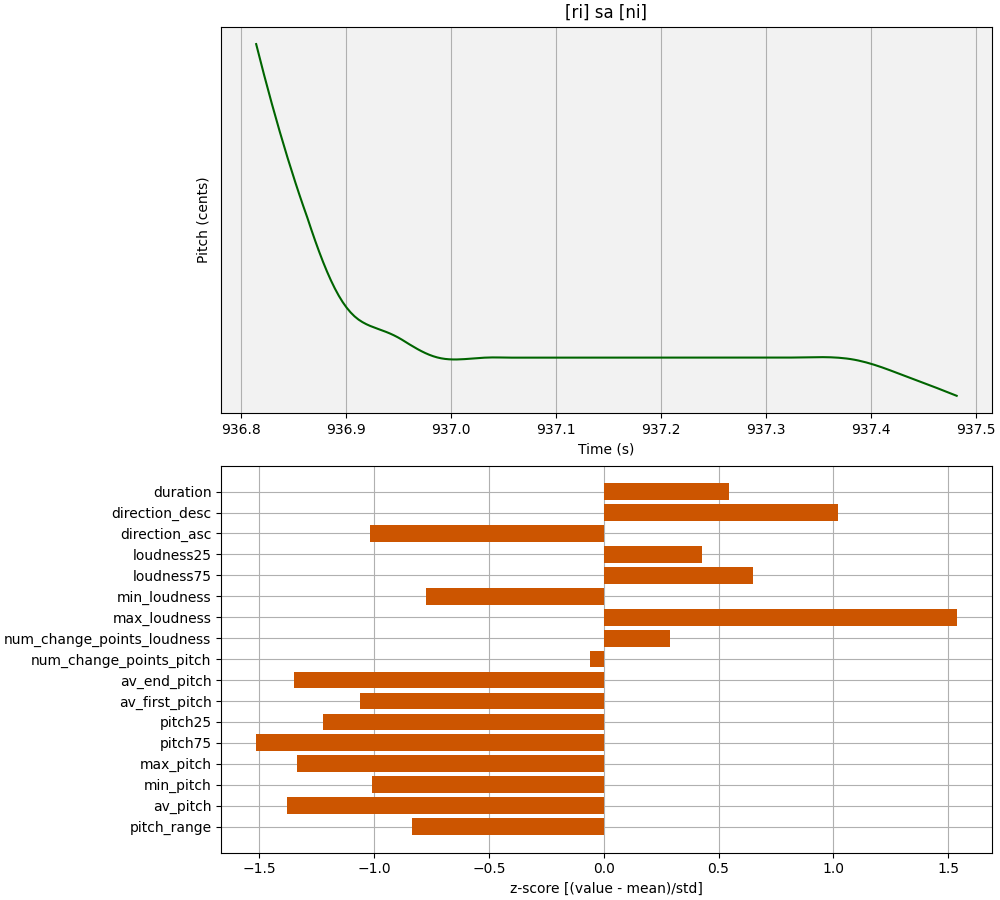 [ri] sa [ni]
Pitch (cents)
936.8 936.9 937.0 937.1 937.2 937.3 937.4 937.5
Time (s)
duration
direction_desc
direction_asc
loudness25
loudness75
min_loudness
max_loudness
num_change_points_loudness
num_change_points_pitch
av_end_pitch
av_first_pitch
pitch25
pitch75
max_pitch
min_pitch
av_pitch
pitch_range
−1.5 −1.0 −0.5 0.0 0.5 1.0 1.5
z-score [(value - mean)/std]